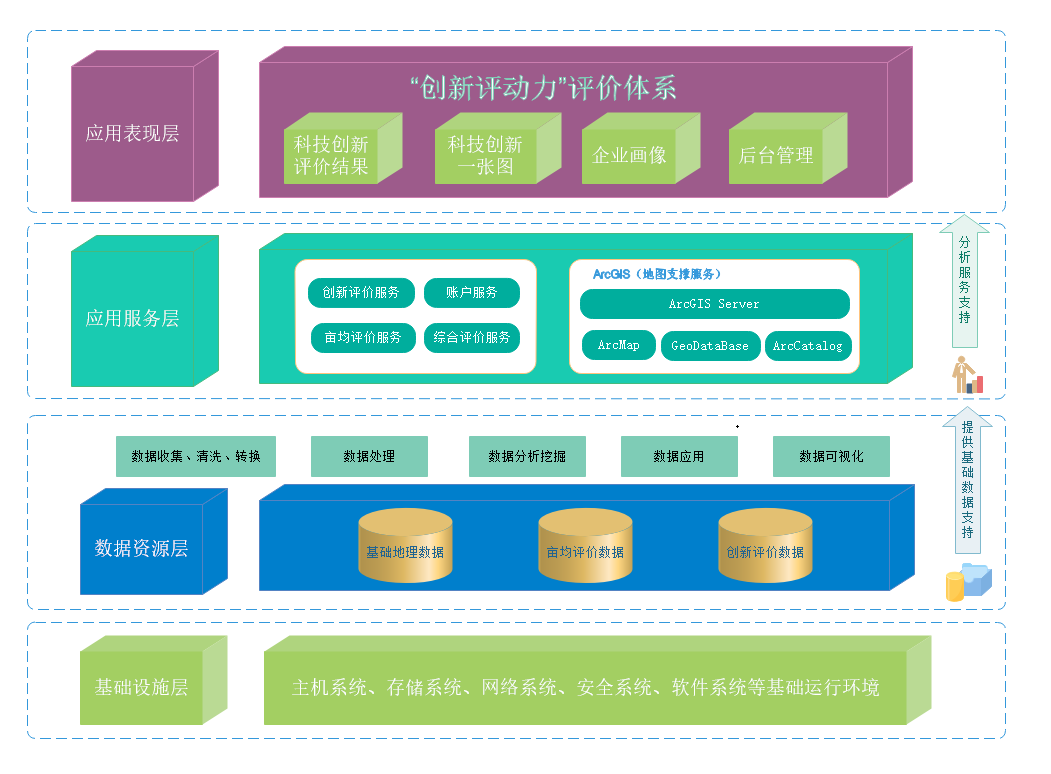 应用表现层
“创新评动力”评价体系
科技创新
评价结果
科技创新
一张图
企业画像
后台管理
应用服务层
创新评价服务
账户服务
亩均评价服务
综合评价服务
ArcGIS（地图支撑服务）
ArcGIS Server
ArcMap
GeoDataBase
ArcCatalog
分析服务支持
数据收集、清洗、转换
数据处理
数据分析挖掘
数据应用
数据可视化
数据资源层
基础地理数据
亩均评价数据
创新评价数据
提供基础数据支持
基础设施层
主机系统、存储系统、网络系统、安全系统、软件系统等基础运行环境